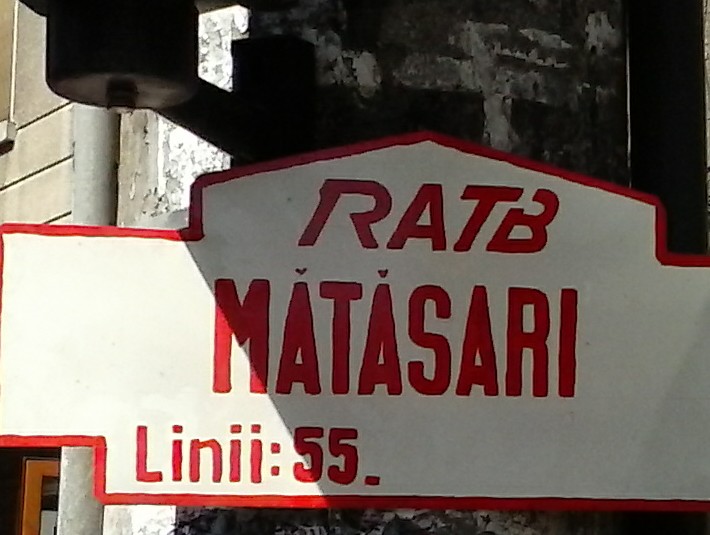 RATB
MĂTĂSARI
Linii: 55.